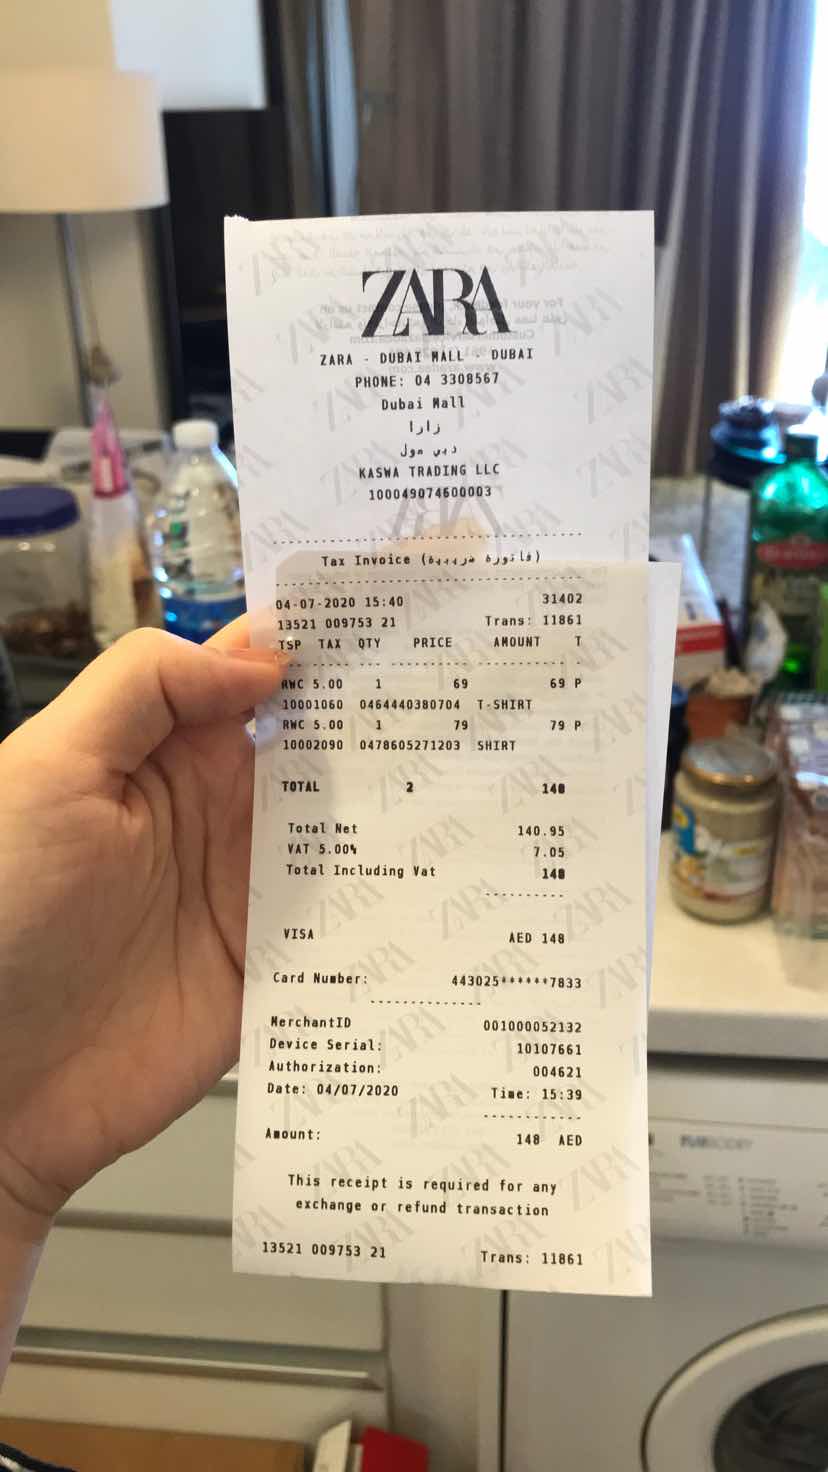 ZARA
ZARA - DUBAI MALL - DUBAI
PHONE: 04 3308567
Dubai Mall
زارا
دبي مول
KASWA TRADING LLC
100049074600003
Tax Invoice (فاتورة ضريبية)
04-07-2020 15:40 31402
13521 009753 21 Trans: 11861
TSP TAX QTY PRICE AMOUNT T
RWC 5.00 1 69 69 P
10001060 0464440380704 T-SHIRT
RWC 5.00 1 79 79 P
10002090 0478605271203 SHIRT
TOTAL 2 148
Total Net 140.95
VAT 5.00% 7.05
Total Including Vat 148
VISA AED 148
Card Number: 443025******7833
MerchantID 001000052132
Device Serial: 10107661
Authorization: 004621
Date: 04/07/2020 Time: 15:39
Amount: 148 AED
This receipt is required for any
exchange or refund transaction
13521 009753 21 Trans: 11861